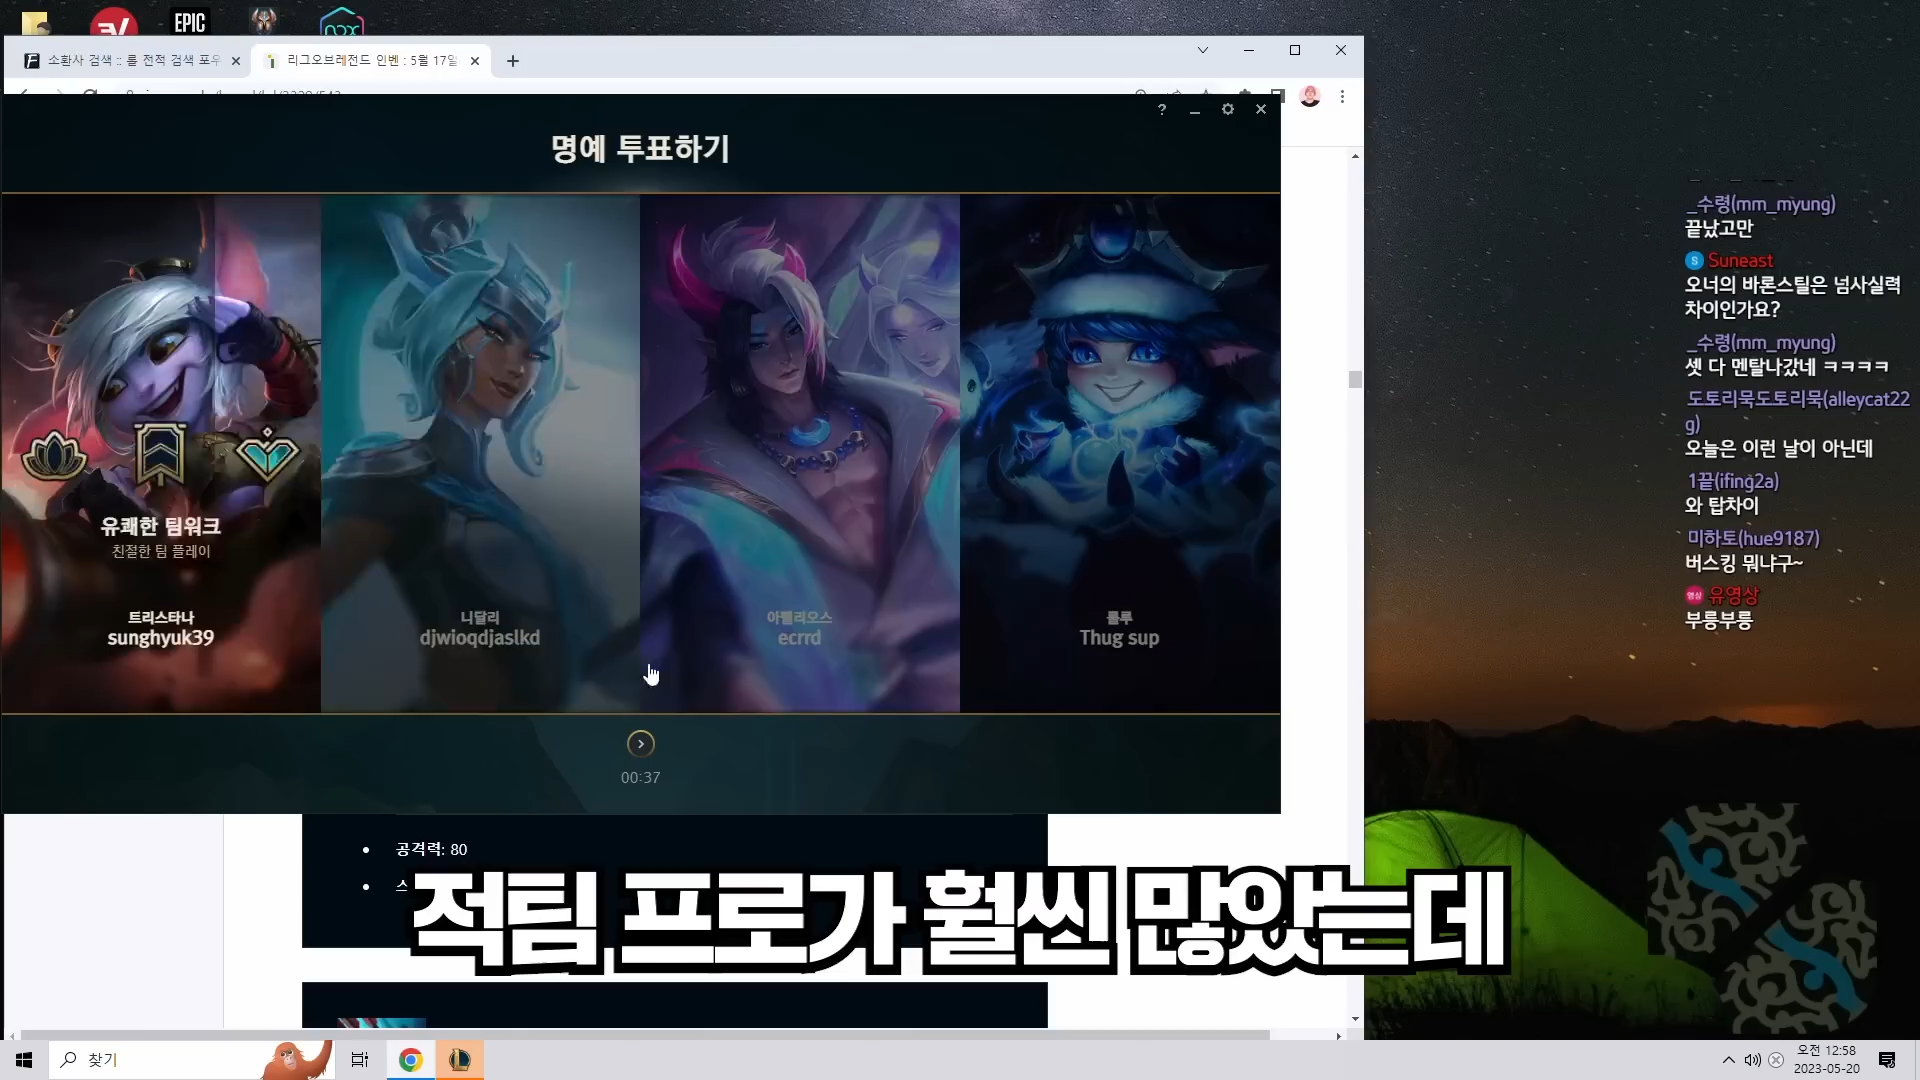 EPIC
nox
소환사 검색 :: 롤 전적 검색 포우
리그오브레전드 인벤 : 5월 17일
명예 투표하기
유쾌한 팀워크
친절한 팀 플레이
트리스타나
sunghyuk39
니달리
djwioqdjaslkd
아펠리오스
ecrrd
룰루
Thug sup
00:37
공격력: 80
스
적팀 프로가 훨씬 많았는데
_수령(mm_myung)
끝났고만
Suneast
오너의 바론스틸은 넘사실력
차이인가요?
_수령(mm_myung)
셋 다 멘탈나갔네 ㅋㅋㅋㅋ
도토리묵도토리묵(alleycat22
g)
오늘은 이런 날이 아닌데
1끝(ifing2a)
와 탑차이
미하토(hue9187)
버스킹 뭐냐구~
영상 유영상
부릉부릉
찾기
오전 12:58
2023-05-20